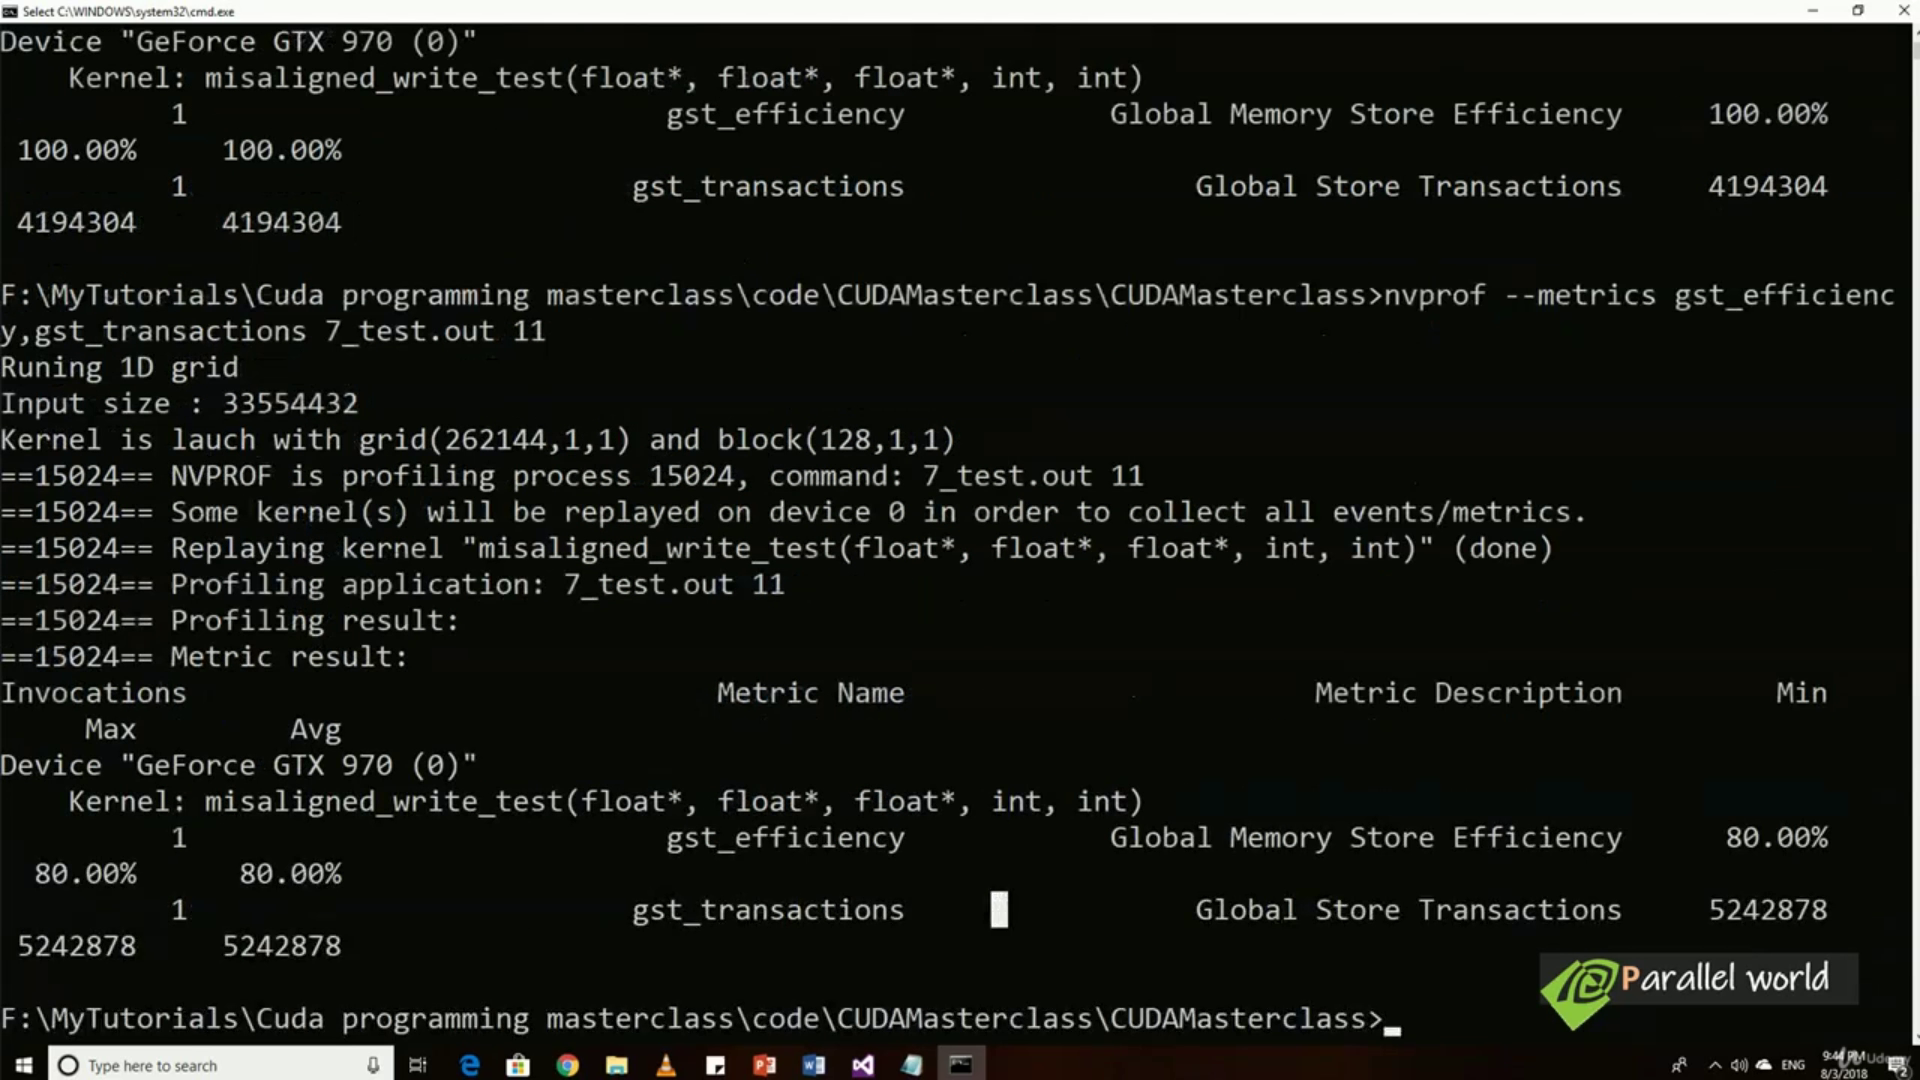 Select C:\WINDOWS\system32\cmd.exe
Device "GeForce GTX 970 (0)"
Kernel: misaligned_write_test(float*, float*, float*, int, int)
1 gst_efficiency Global Memory Store Efficiency 100.00%
100.00% 100.00%
1 gst_transactions Global Store Transactions 4194304
4194304 4194304
F:\MyTutorials\Cuda programming masterclass\code\CUDAMasterclass\CUDAMasterclass>nvprof --metrics gst_efficienc
y,gst_transactions 7_test.out 11
Runing 1D grid
Input size : 33554432
Kernel is lauch with grid(262144,1,1) and block(128,1,1)
==15024== NVPROF is profiling process 15024, command: 7_test.out 11
==15024== Some kernel(s) will be replayed on device 0 in order to collect all events/metrics.
==15024== Replaying kernel "misaligned_write_test(float*, float*, float*, int, int)" (done)
==15024== Profiling application: 7_test.out 11
==15024== Profiling result:
==15024== Metric result:
Invocations Metric Name Metric Description Min
Max Avg
Device "GeForce GTX 970 (0)"
Kernel: misaligned_write_test(float*, float*, float*, int, int)
1 gst_efficiency Global Memory Store Efficiency 80.00%
80.00% 80.00%
1 gst_transactions Global Store Transactions 5242878
5242878 5242878
Parallel world
F:\MyTutorials\Cuda programming masterclass\code\CUDAMasterclass\CUDAMasterclass>
Type here to search
ENG
9:44 PM
8/3/2018
Udemy
2